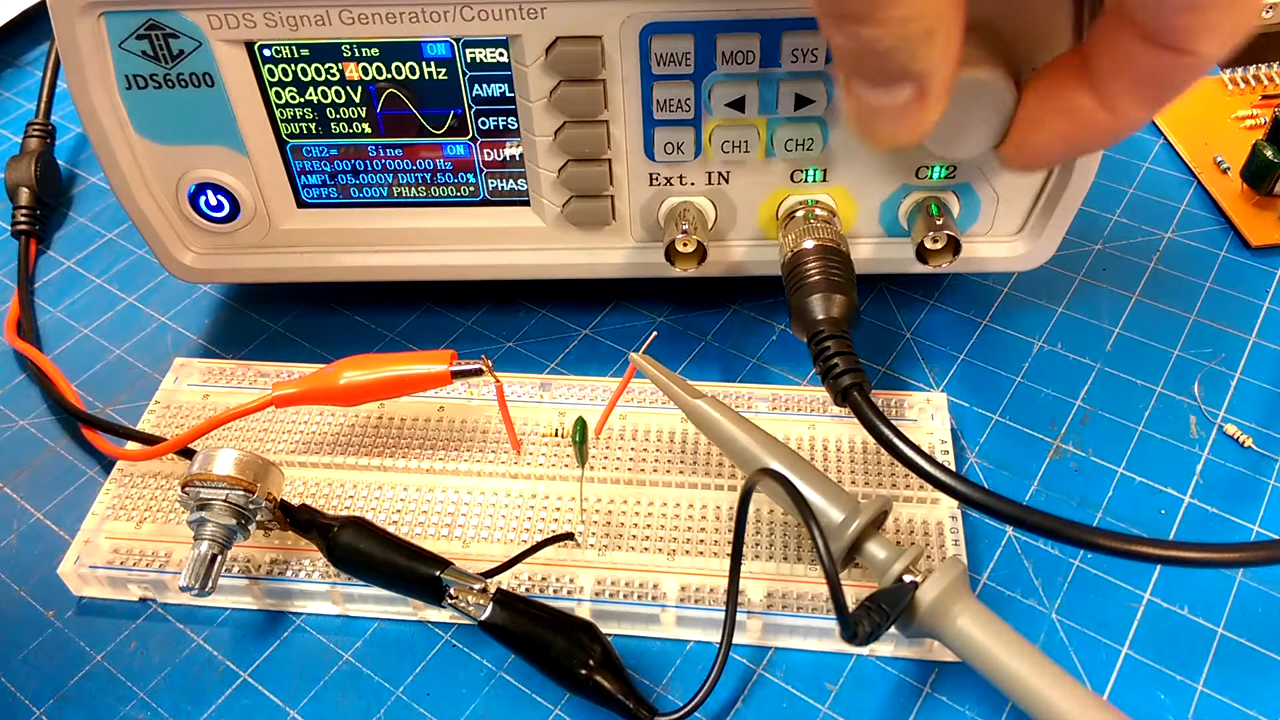 DDS Signal Generator/Counter
JDS6600
CH1= Sine ON
00'003'400.00 Hz
06.400 V
OFFS: 0.00V
DUTY: 50.0%
CH2= Sine ON
FREQ:00'010'000.00 Hz
AMPL:05.000V DUTY:50.0%
OFFS. 0.00V PHAS:000.0°
FREQ
AMPL
OFFS
DUTY
PHAS
WAVE MOD SYS
MEAS
OK CH1 CH2
Ext. IN CH1 CH2